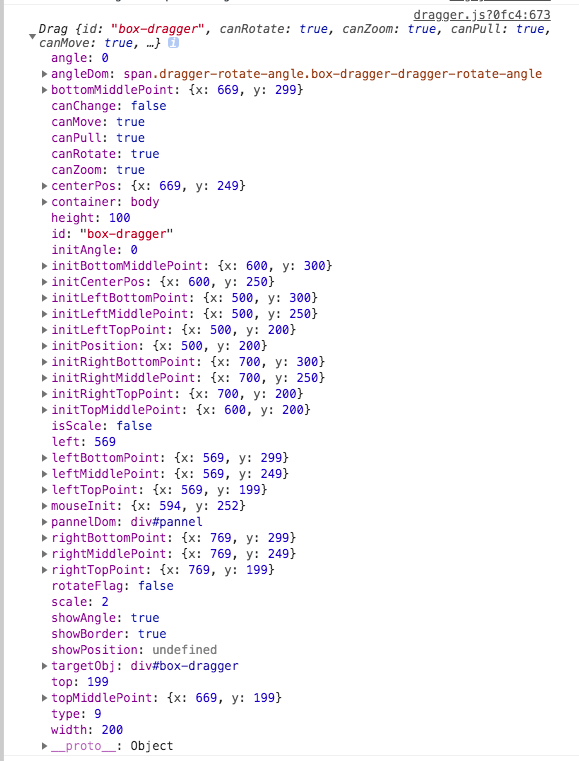 dragger.js?0fc4:673
Drag {id: "box-dragger", canRotate: true, canZoom: true, canPull: true,
canMove: true, …}
angle: 0
angleDom: span.dragger-rotate-angle.box-dragger-dragger-rotate-angle
bottomMiddlePoint: {x: 669, y: 299}
canChange: false
canMove: true
canPull: true
canRotate: true
canZoom: true
centerPos: {x: 669, y: 249}
container: body
height: 100
id: "box-dragger"
initAngle: 0
initBottomMiddlePoint: {x: 600, y: 300}
initCenterPos: {x: 600, y: 250}
initLeftBottomPoint: {x: 500, y: 300}
initLeftMiddlePoint: {x: 500, y: 250}
initLeftTopPoint: {x: 500, y: 200}
initPosition: {x: 500, y: 200}
initRightBottomPoint: {x: 700, y: 300}
initRightMiddlePoint: {x: 700, y: 250}
initRightTopPoint: {x: 700, y: 200}
initTopMiddlePoint: {x: 600, y: 200}
isScale: false
left: 569
leftBottomPoint: {x: 569, y: 299}
leftMiddlePoint: {x: 569, y: 249}
leftTopPoint: {x: 569, y: 199}
mouseInit: {x: 594, y: 252}
pannelDom: div#pannel
rightBottomPoint: {x: 769, y: 299}
rightMiddlePoint: {x: 769, y: 249}
rightTopPoint: {x: 769, y: 199}
rotateFlag: false
scale: 2
showAngle: true
showBorder: true
showPosition: undefined
targetObj: div#box-dragger
top: 199
topMiddlePoint: {x: 669, y: 199}
type: 9
width: 200
__proto__: Object